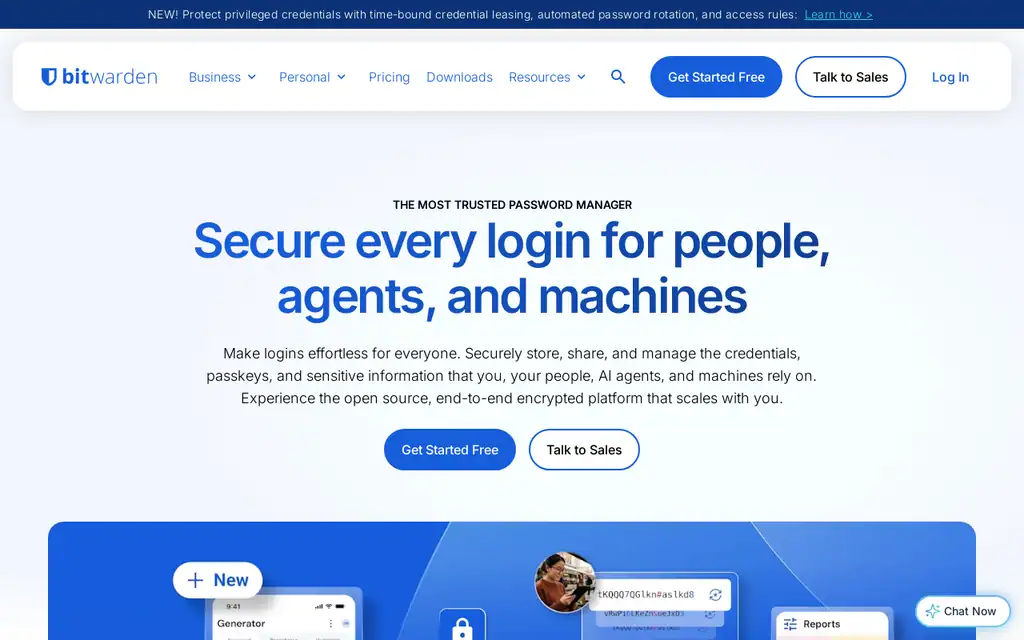 NEW! Protect privileged credentials with time-bound credential leasing, automated password rotation, and access rules: Learn how >
bitwarden
Business
Personal
Pricing
Downloads
Resources
Get Started Free
Talk to Sales
Log In
THE MOST TRUSTED PASSWORD MANAGER
Secure every login for people,
agents, and machines
Make logins effortless for everyone. Securely store, share, and manage the credentials,
passkeys, and sensitive information that you, your people, AI agents, and machines rely on.
Experience the open source, end-to-end encrypted platform that scales with you.
Get Started Free
Talk to Sales
+ New
9:41
Generator
tKQQQ7QGlkn#aslkd8
Reports
Chat Now